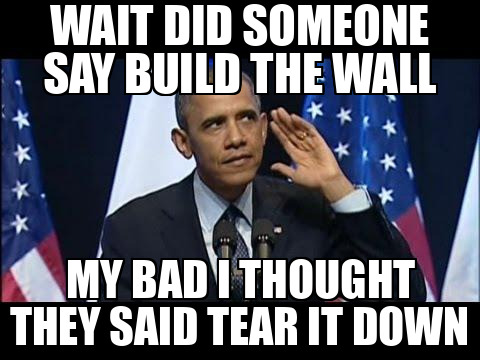 WAIT DID SOMEONE
SAY BUILD THE WALL
MY BAD I THOUGHT
THEY SAID TEAR IT DOWN